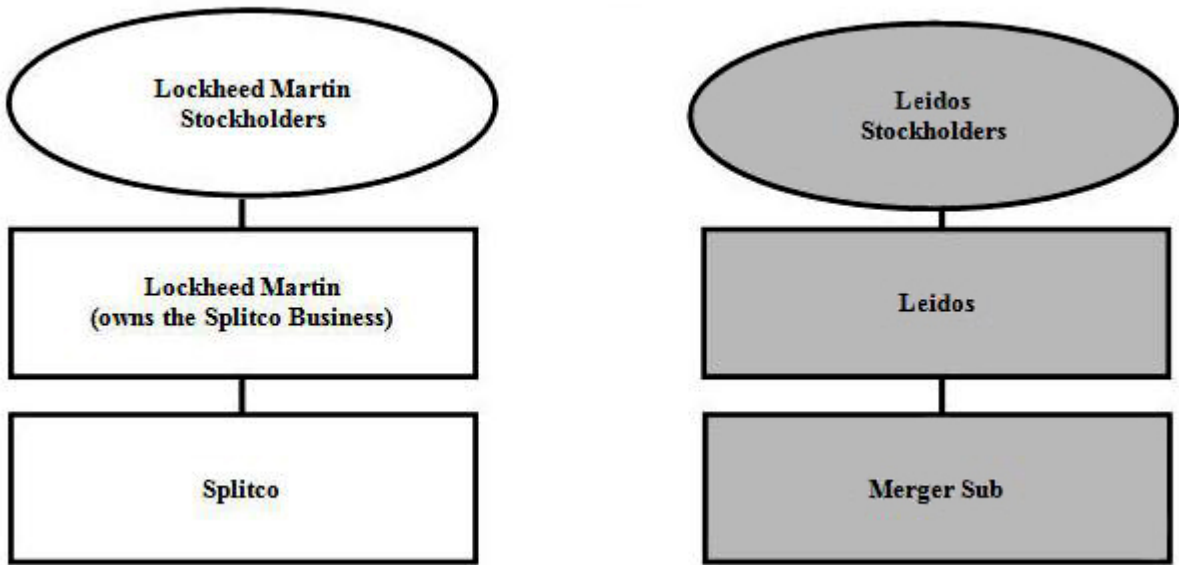 Lockheed Martin
Stockholders
Leidos
Stockholders
Lockheed Martin
(owns the Splitco Business)
Leidos
Splitco
Merger Sub